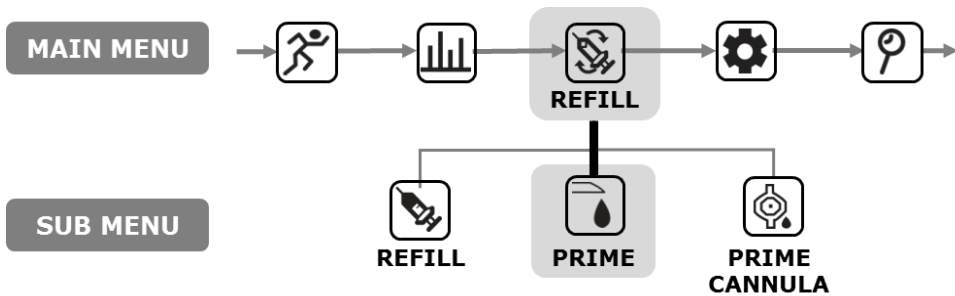 MAIN MENU
REFILL
SUB MENU
REFILL
PRIME
PRIME
CANNULA